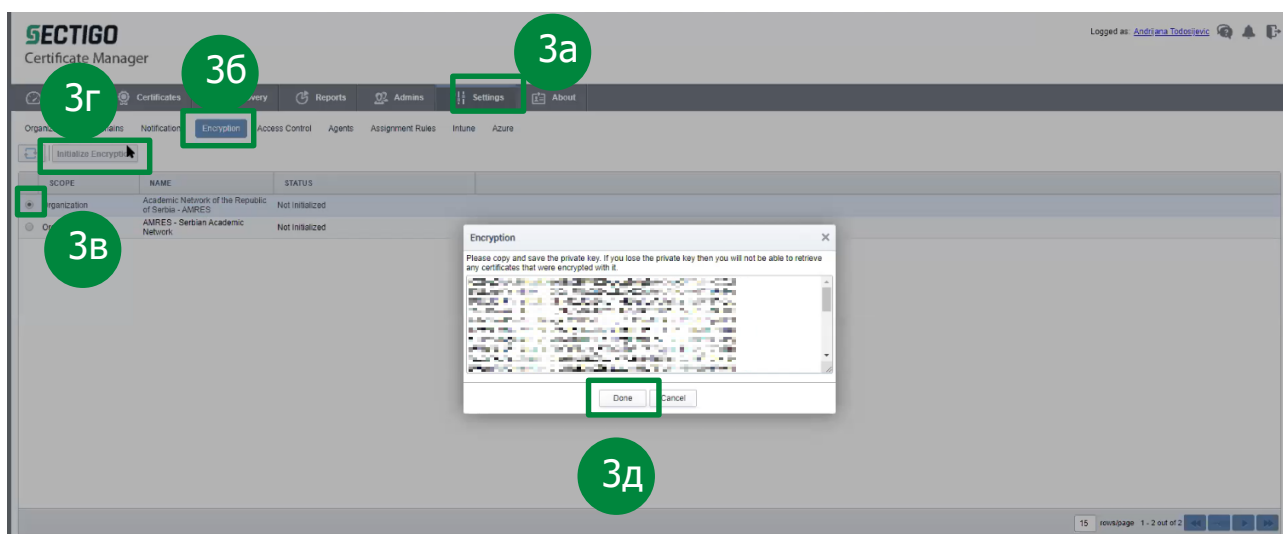 SECTIGO
Certificate Manager
Logged as: Andrijana Todosijevic
3а
3б
3г
Certificates
Reports
Admins
Settings
About
Notification
Encryption
Access Control
Agents
Assignment Rules
Intune
Azure
Initialize Encryption
SCOPE
NAME
STATUS
Organization
Academic Network of the Republic
of Serbia - AMRES
Not Initialized
AMRES - Serbian Academic
Network
Not Initialized
3в
Encryption
Please copy and save the private key. If you lose the private key then you will not be able to retrieve
any certificates that were encrypted with it.
Done
Cancel
3д
15
rows/page
1 - 2 out of 2